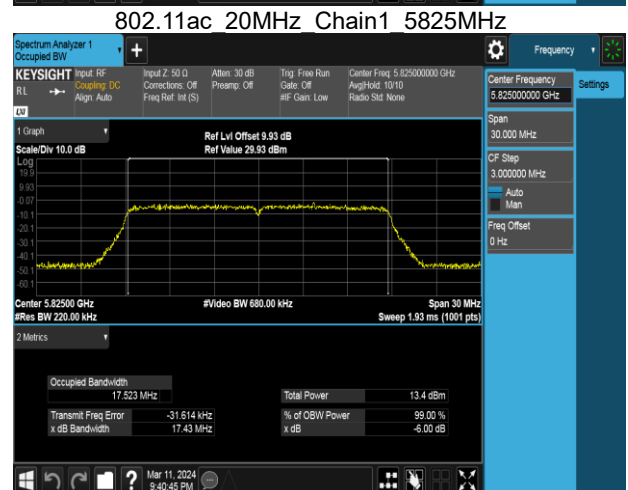 802.11ac_20MHz_Chain1_5825MHz
Spectrum Analyzer 1
Occupied BW
Frequency
KEYSIGHT
RL
Input: RF
Coupling: DC
Align: Auto
Input Z: 50 Ω
Corrections: Off
Freq Ref: Int (S)
Atten: 30 dB
Preamp: Off
Trig: Free Run
Gate: Off
#IF Gain: Low
Center Freq: 5.825000000 GHz
Avg|Hold: 10/10
Radio Std: None
Center Frequency
5.825000000 GHz
Settings
Span
30.000 MHz
CF Step
3.000000 MHz
Auto
Man
Freq Offset
0 Hz
LXI
1 Graph
Scale/Div 10.0 dB
Ref Lvl Offset 9.93 dB
Ref Value 29.93 dBm
Log
19.9
9.93
-0.07
-10.1
-20.1
-30.1
-40.1
-50.1
-60.1
Center 5.82500 GHz
#Res BW 220.00 kHz
#Video BW 680.00 kHz
Span 30 MHz
Sweep 1.93 ms (1001 pts)
2 Metrics
Occupied Bandwidth
17.523 MHz
Total Power 13.4 dBm
Transmit Freq Error -31.614 kHz
% of OBW Power 99.00 %
x dB Bandwidth 17.43 MHz
x dB -6.00 dB
?
Mar 11, 2024
9:40:45 PM